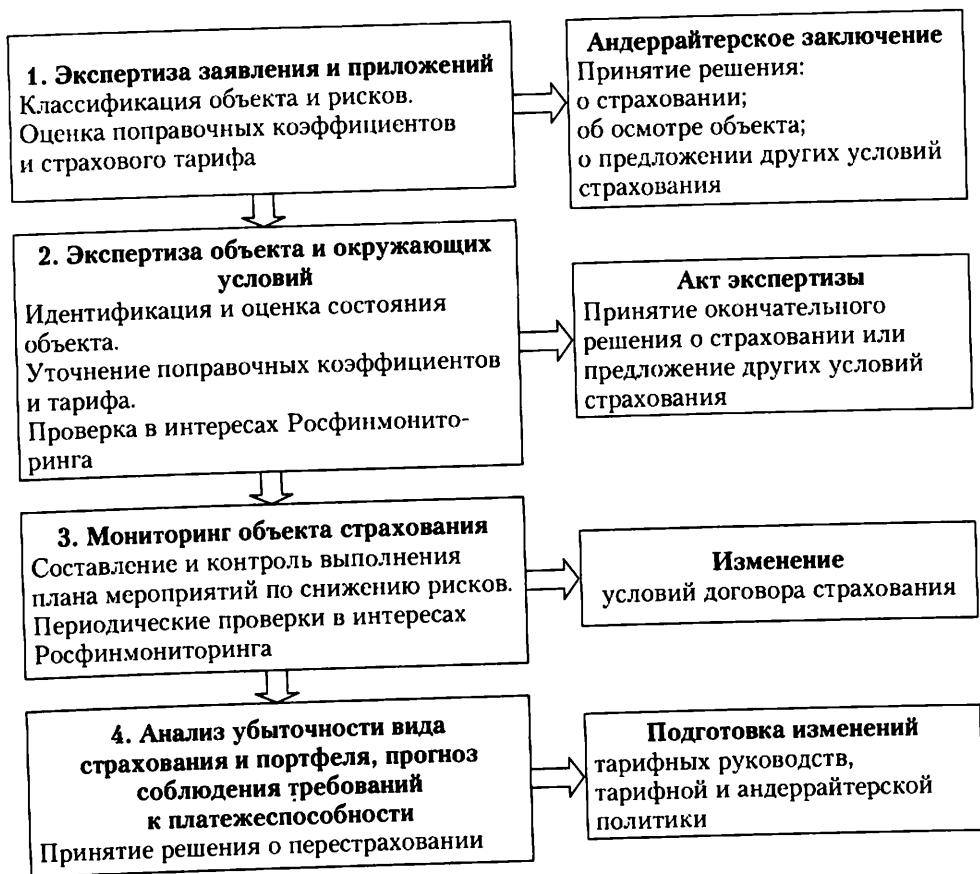 1. Экспертиза заявления и приложений
Классификация объекта и рисков.
Оценка поправочных коэффициентов
и страхового тарифа
Андеррайтерское заключение
Принятие решения:
о страховании;
об осмотре объекта;
о предложении других условий
страхования
2. Экспертиза объекта и окружающих
условий
Идентификация и оценка состояния
объекта.
Уточнение поправочных коэффициентов
и тарифа.
Проверка в интересах Росфинмонито-
ринга
Акт экспертизы
Принятие окончательного
решения о страховании или
предложение других условий
страхования
3. Мониторинг объекта страхования
Составление и контроль выполнения
плана мероприятий по снижению рисков.
Периодические проверки в интересах
Росфинмониторинга
Изменение
условий договора страхования
4. Анализ убыточности вида
страхования и портфеля, прогноз
соблюдения требований
к платежеспособности
Принятие решения о перестраховании
Подготовка изменений
тарифных руководств,
тарифной и андеррайтерской
политики